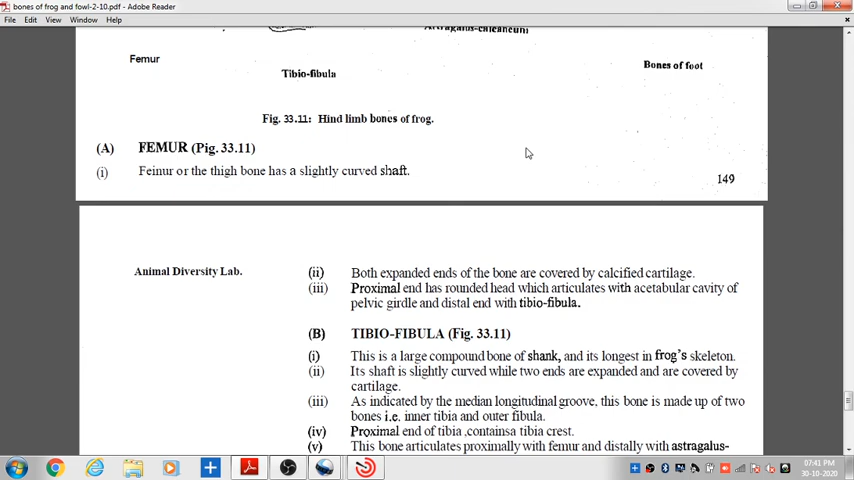 bones of frog and fowl-2-10.pdf - Adobe Reader
File Edit View Window Help
Astragalus-calcaneum
Femur
Tibio-fibula
Bones of foot
Fig. 33.11: Hind limb bones of frog.
(A) FEMUR (Pig. 33.11)
(i) Feinur or the thigh bone has a slightly curved shaft.
149
Animal Diversity Lab.
(ii) Both expanded ends of the bone are covered by calcified cartilage.
(iii) Proximal end has rounded head which articulates with acetabular cavity of
pelvic girdle and distal end with tibio-fibula.
(B) TIBIO-FIBULA (Fig. 33.11)
(i) This is a large compound bone of shank, and its longest in frog's skeleton.
(ii) Its shaft is slightly curved while two ends are expanded and are covered by
cartilage.
(iii) As indicated by the median longitudinal groove, this bone is made up of two
bones i.e. inner tibia and outer fibula.
(iv) Proximal end of tibia ,containsa tibia crest.
(v) This bone articulates proximally with femur and distally with astragalus-
07:41 PM
30-10-2020